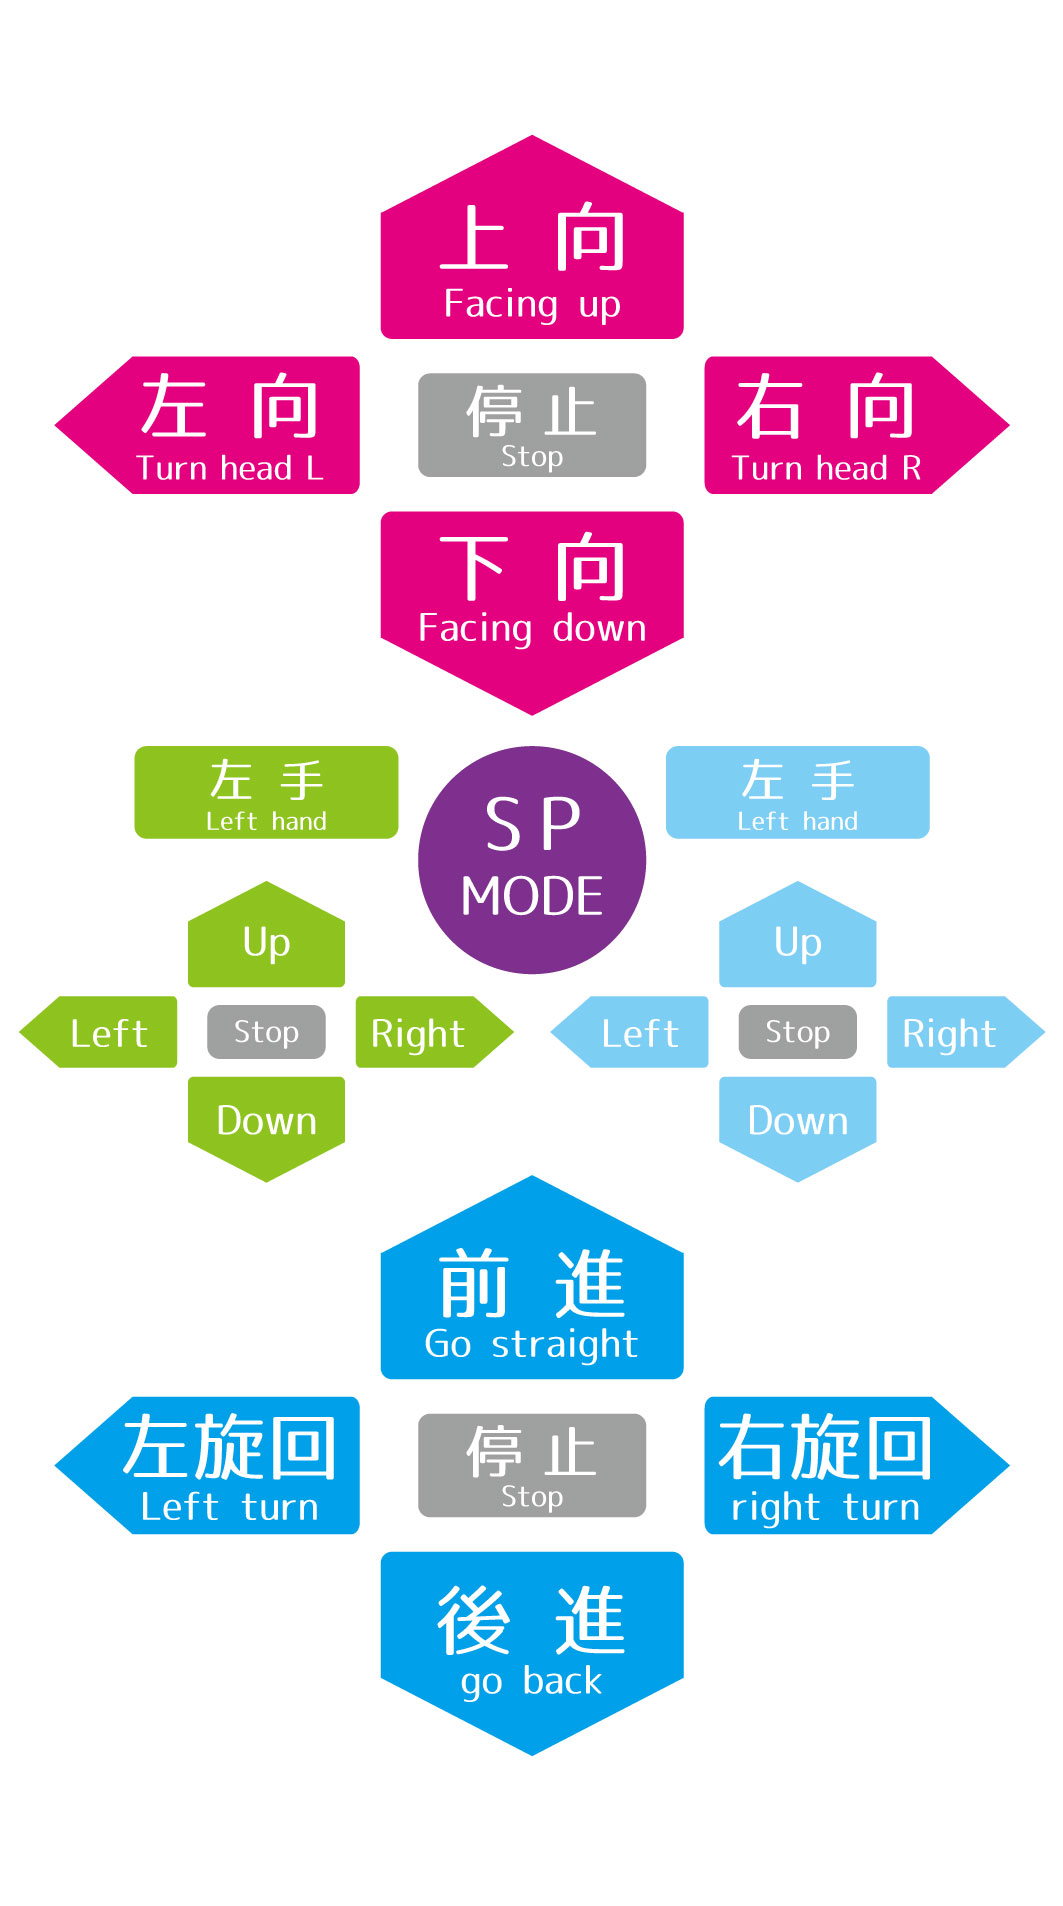 上 向
Facing up
左 向
Turn head L
停 止
Stop
右 向
Turn head R
下 向
Facing down
左 手
Left hand
SP
MODE
左 手
Left hand
Up
Left
Stop
Right
Down
Up
Left
Stop
Right
Down
前 進
Go straight
左旋回
Left turn
停 止
Stop
右旋回
right turn
後 進
go back